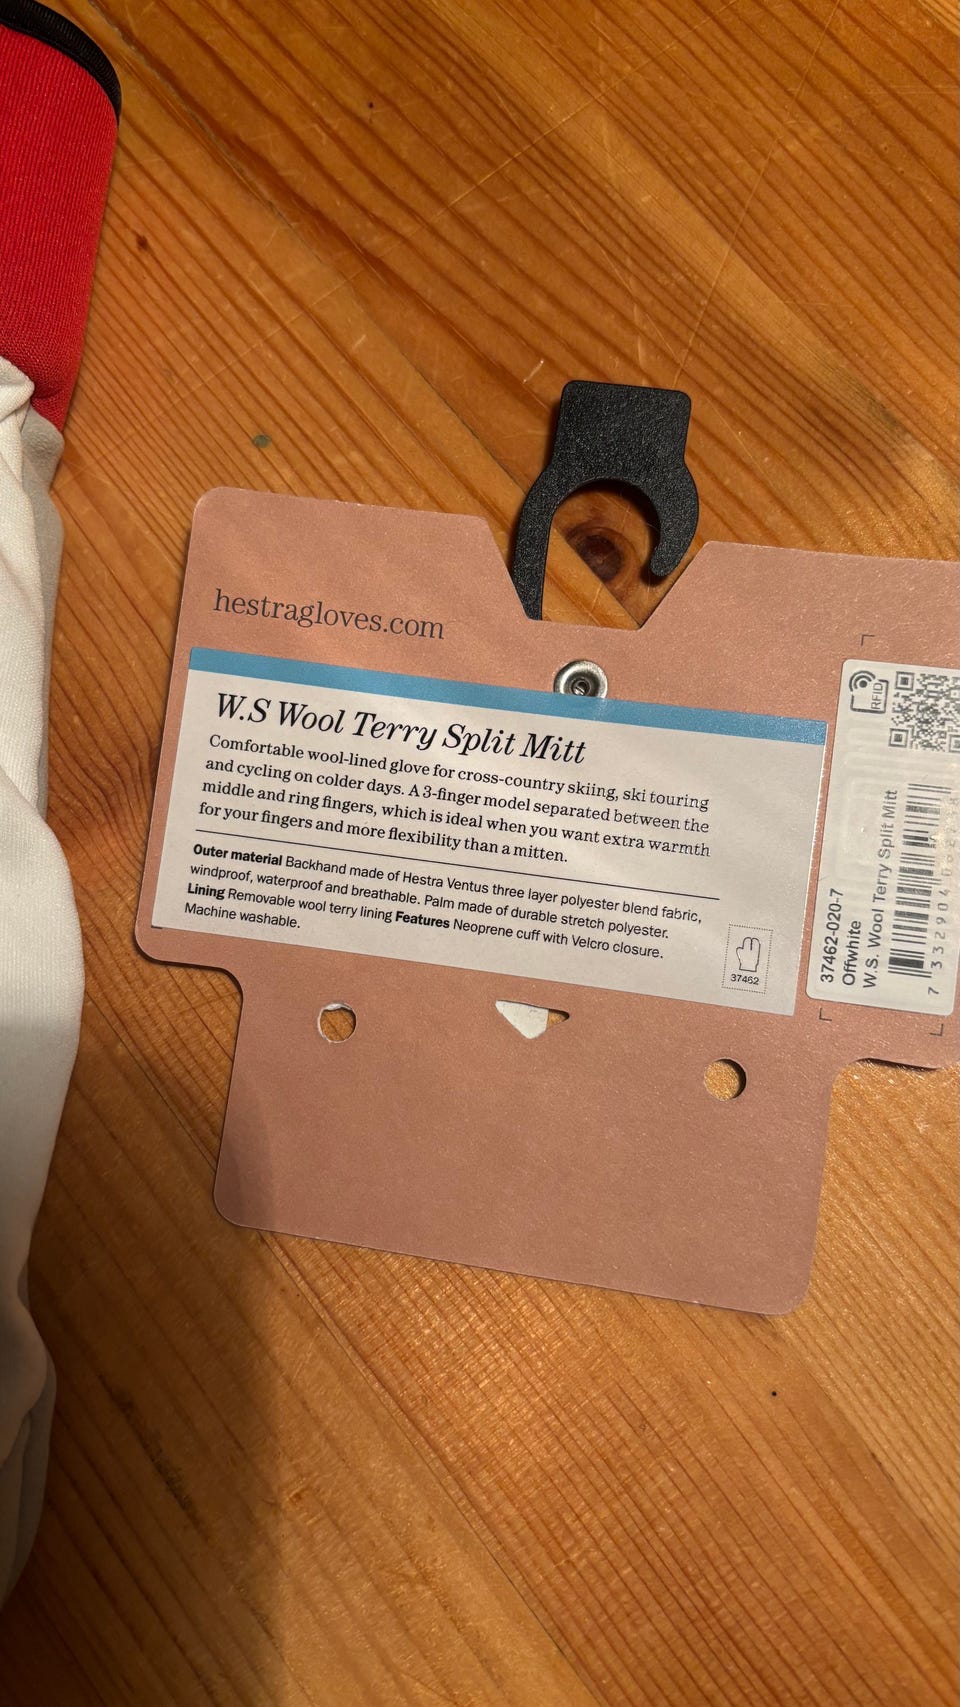 hestragloves.com
W.S Wool Terry Split Mitt
Comfortable wool-lined glove for cross-country skiing, ski touring
and cycling on colder days. A 3-finger model separated between the
middle and ring fingers, which is ideal when you want extra warmth
for your fingers and more flexibility than a mitten.
Outer material Backhand made of Hestra Ventus three layer polyester blend fabric,
windproof, waterproof and breathable. Palm made of durable stretch polyester.
Lining Removable wool terry lining Features Neoprene cuff with Velcro closure.
Machine washable.
37462
RFID
37462-020-7
Offwhite
W.S. Wool Terry Split Mitt